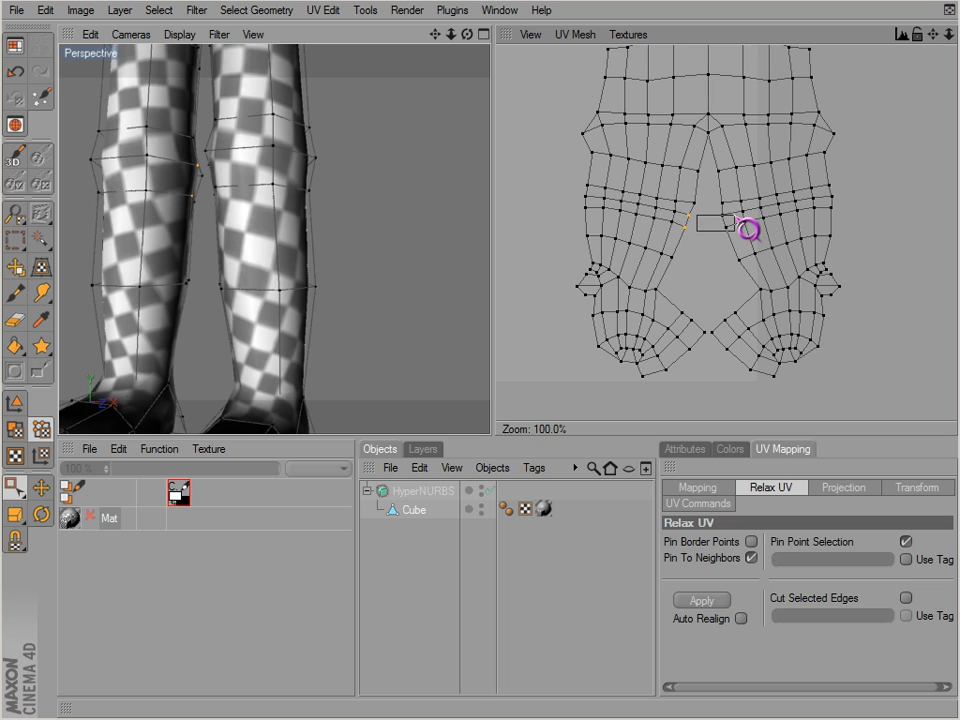 File Edit Image Layer Select Filter Select Geometry UV Edit Tools Render Plugins Window Help
Edit Cameras Display Filter View
View UV Mesh Textures
Perspective
3D
Zoom: 100.0%
File Edit Function Texture
Objects Layers
Attributes Colors UV Mapping
100 %
File Edit View Objects Tags
Mapping Relax UV Projection Transform
UV Commands
HyperNURBS
Cube
Mat
Relax UV
Pin Border Points
Pin Point Selection
Pin To Neighbors
Use Tag
Apply
Cut Selected Edges
Auto Realign
Use Tag
MAXON
CINEMA 4D